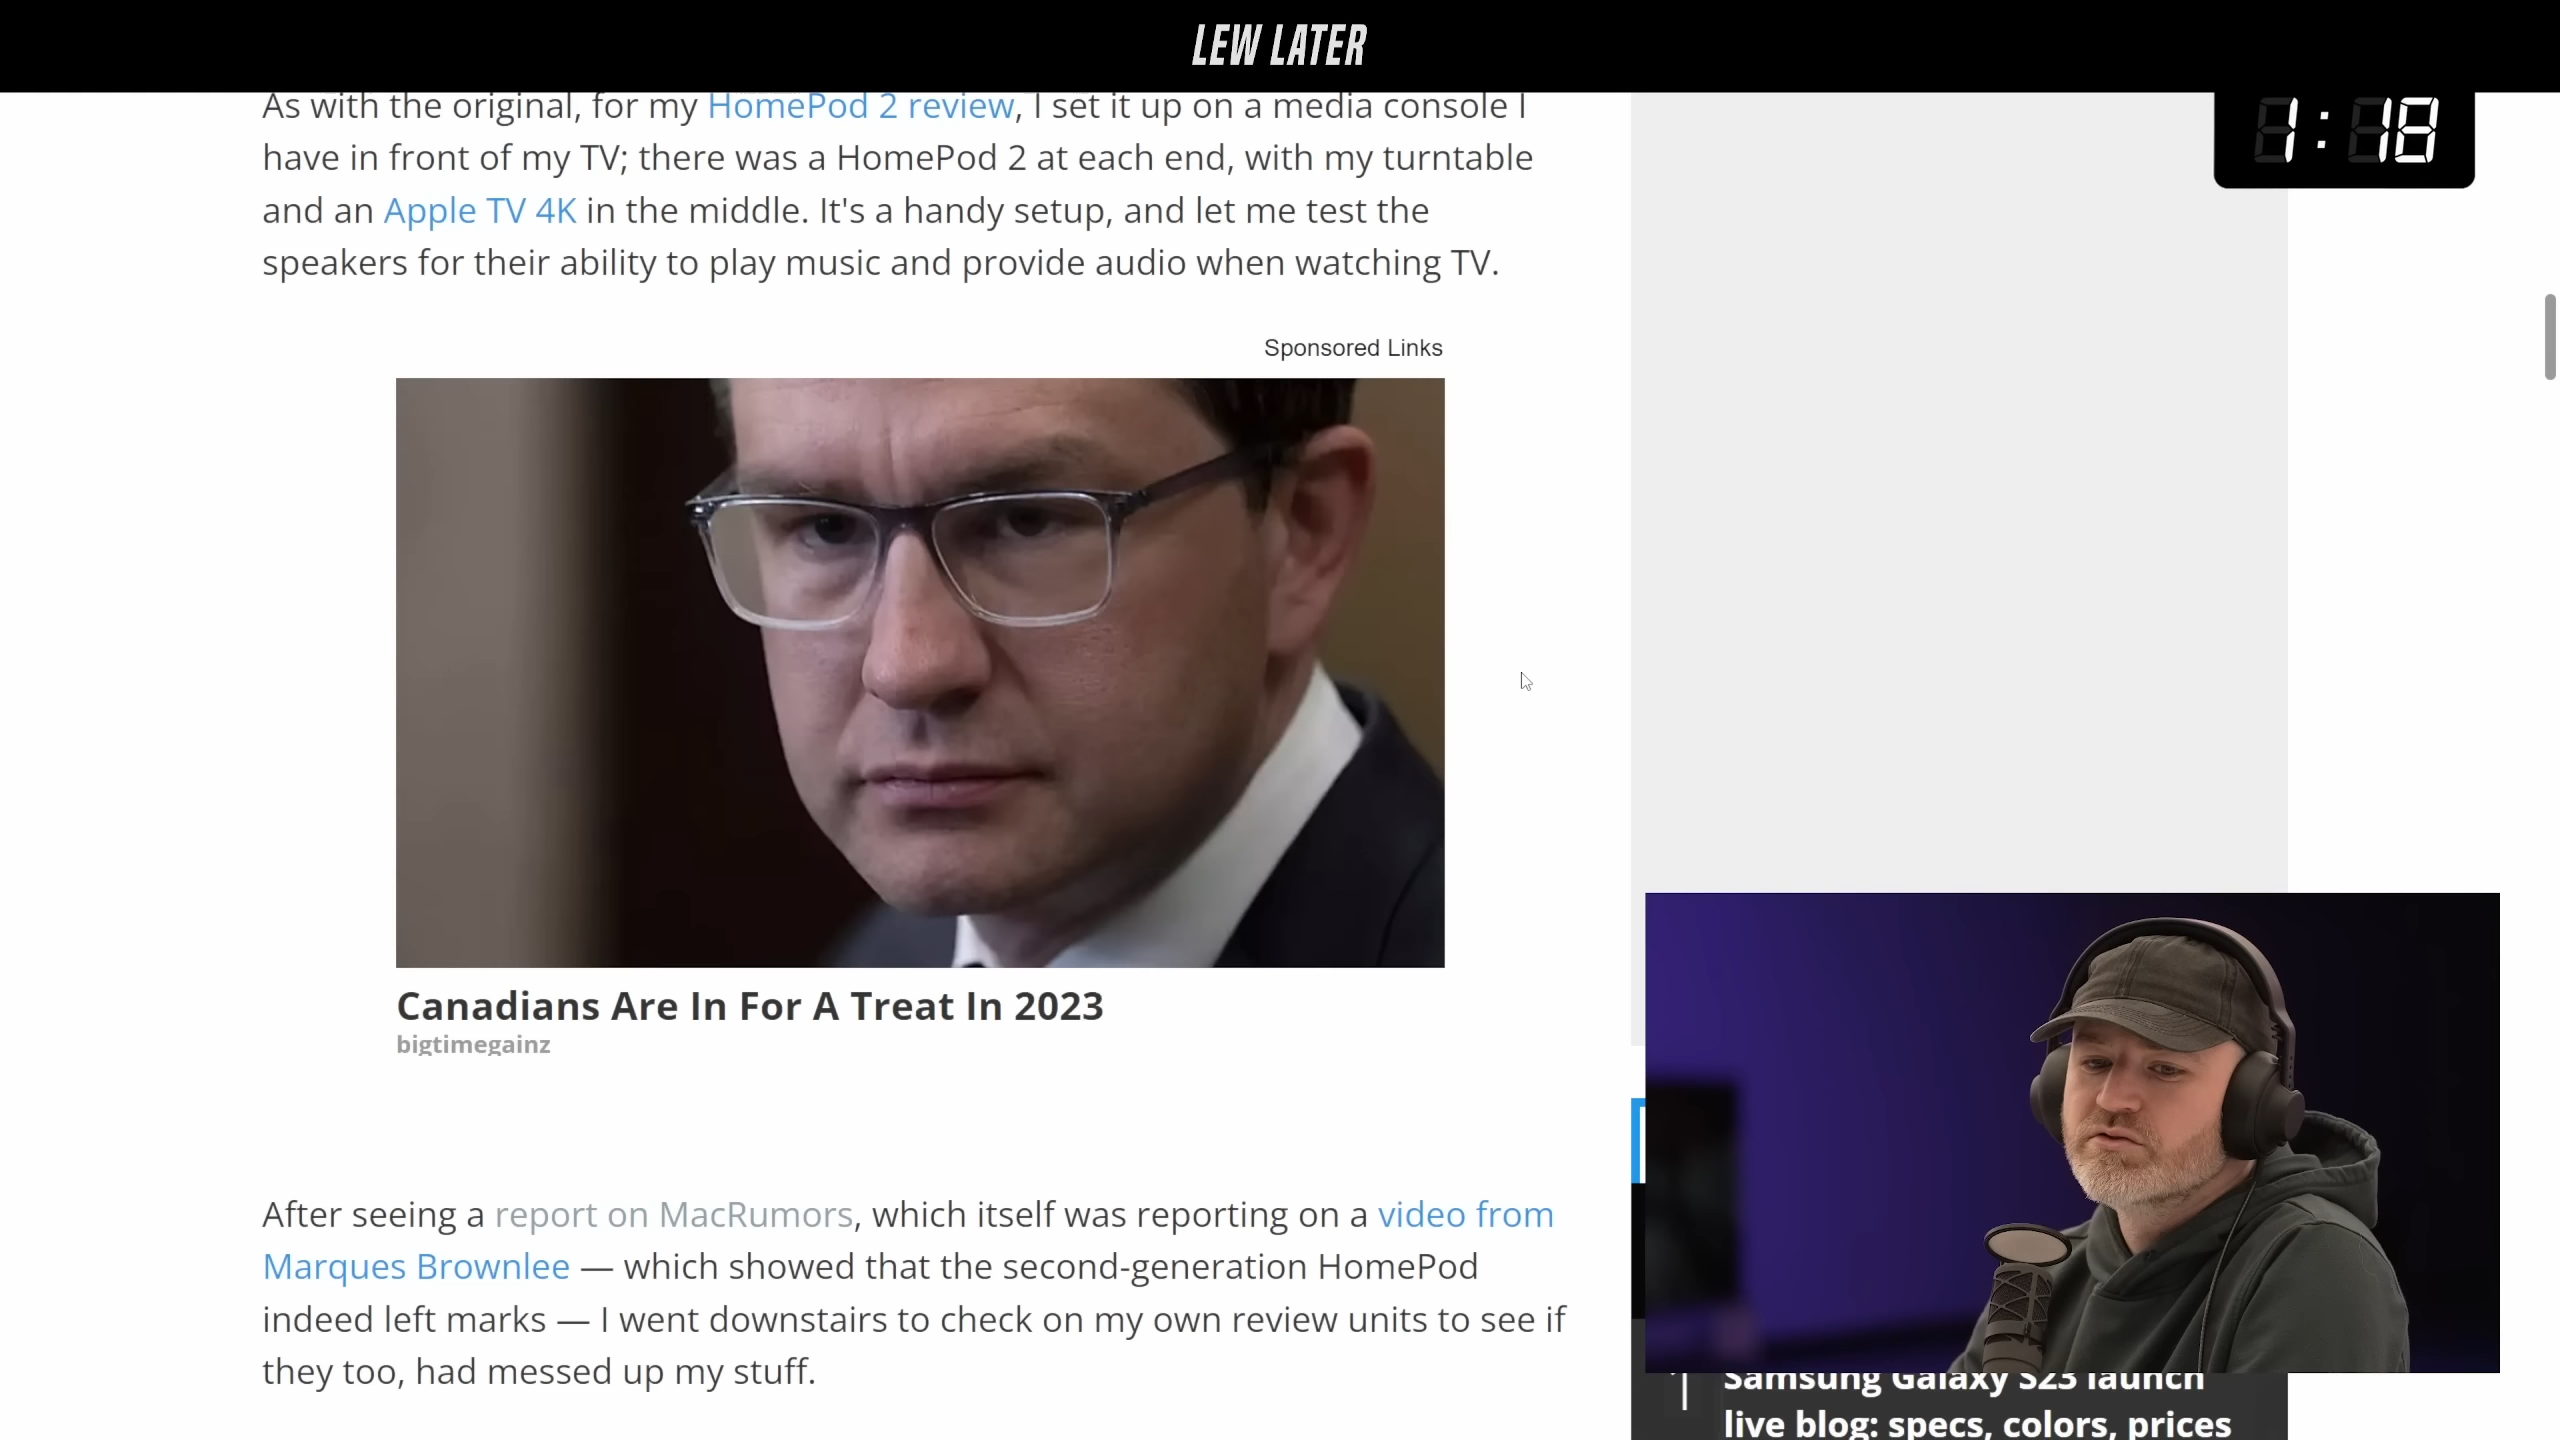 LEW LATER
1:18
As with the original, for my HomePod 2 review, I set it up on a media console I
have in front of my TV; there was a HomePod 2 at each end, with my turntable
and an Apple TV 4K in the middle. It's a handy setup, and let me test the
speakers for their ability to play music and provide audio when watching TV.
Sponsored Links
Canadians Are In For A Treat In 2023
bigtimegainz
After seeing a report on MacRumors, which itself was reporting on a video from
Marques Brownlee — which showed that the second-generation HomePod
indeed left marks — I went downstairs to check on my own review units to see if
they too, had messed up my stuff.
1
Samsung Galaxy S23 launch
live blog: specs, colors, prices